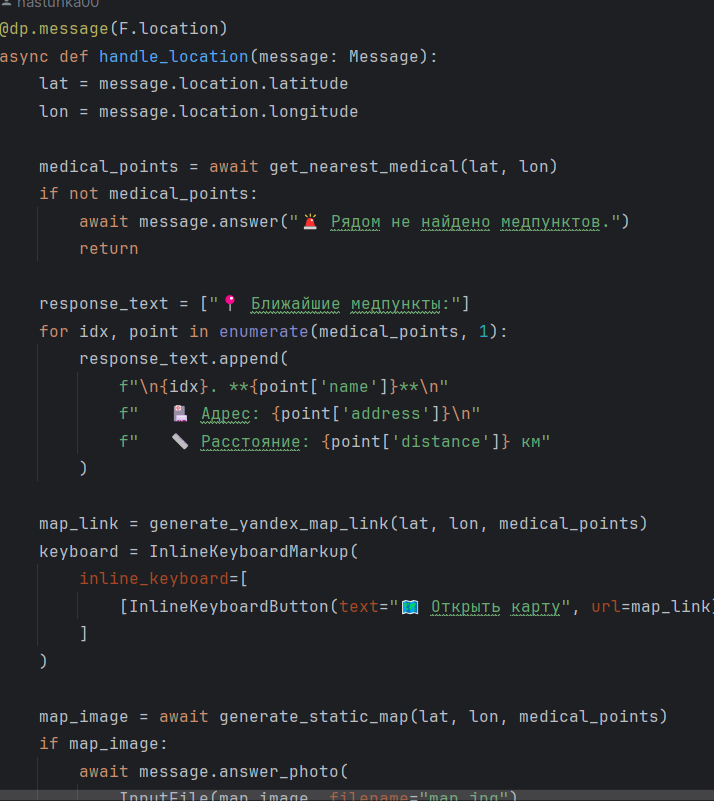 nastunka00
@dp.message(F.location)
async def handle_location(message: Message):
    lat = message.location.latitude
    lon = message.location.longitude

    medical_points = await get_nearest_medical(lat, lon)
    if not medical_points:
        await message.answer("🚨 Рядом не найдено медпунктов.")
        return

    response_text = ["📍 Ближайшие медпункты:"]
    for idx, point in enumerate(medical_points, 1):
        response_text.append(
            f"\n{idx}. **{point['name']}**\n"
            f"   🏥 Адрес: {point['address']}\n"
            f"   📏 Расстояние: {point['distance']} км"
        )

    map_link = generate_yandex_map_link(lat, lon, medical_points)
    keyboard = InlineKeyboardMarkup(
        inline_keyboard=[
            [InlineKeyboardButton(text="🗺 Открыть карту", url=map_link)
        ]
    )

    map_image = await generate_static_map(lat, lon, medical_points)
    if map_image:
        await message.answer_photo(
            InputFile(map_image, filename="map.jpg")